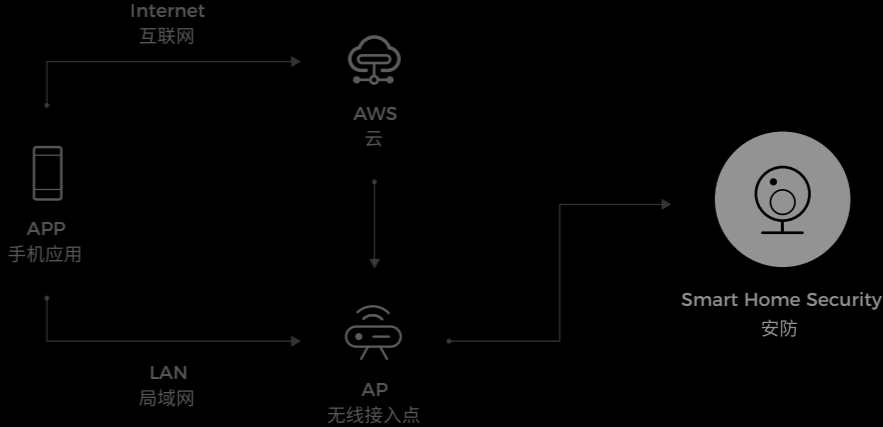 Internet
互联网
AWS
云
APP
手机应用
Smart Home Security
安防
LAN
局域网
AP
无线接入点